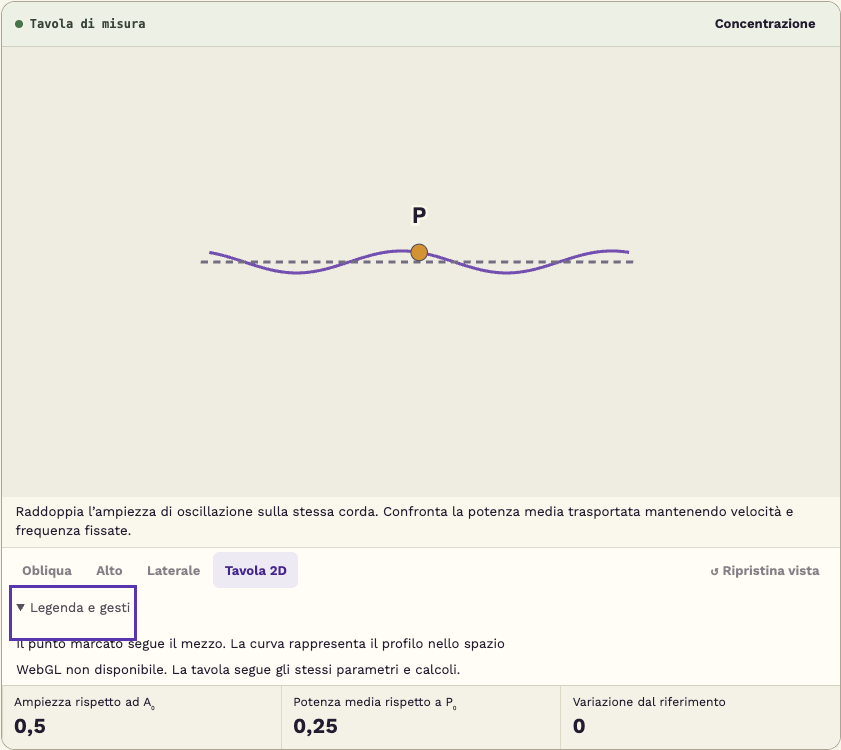 Tavola di misura
Concentrazione
P
Raddoppia l’ampiezza di oscillazione sulla stessa corda. Confronta la potenza media trasportata mantenendo velocità e
frequenza fissate.
Obliqua
Alto
Laterale
Tavola 2D
↺ Ripristina vista
▼ Legenda e gesti
Il punto marcato segue il mezzo. La curva rappresenta il profilo nello spazio
WebGL non disponibile. La tavola segue gli stessi parametri e calcoli.
Ampiezza rispetto ad A₀
Potenza media rispetto a P₀
Variazione dal riferimento
0,5
0,25
0